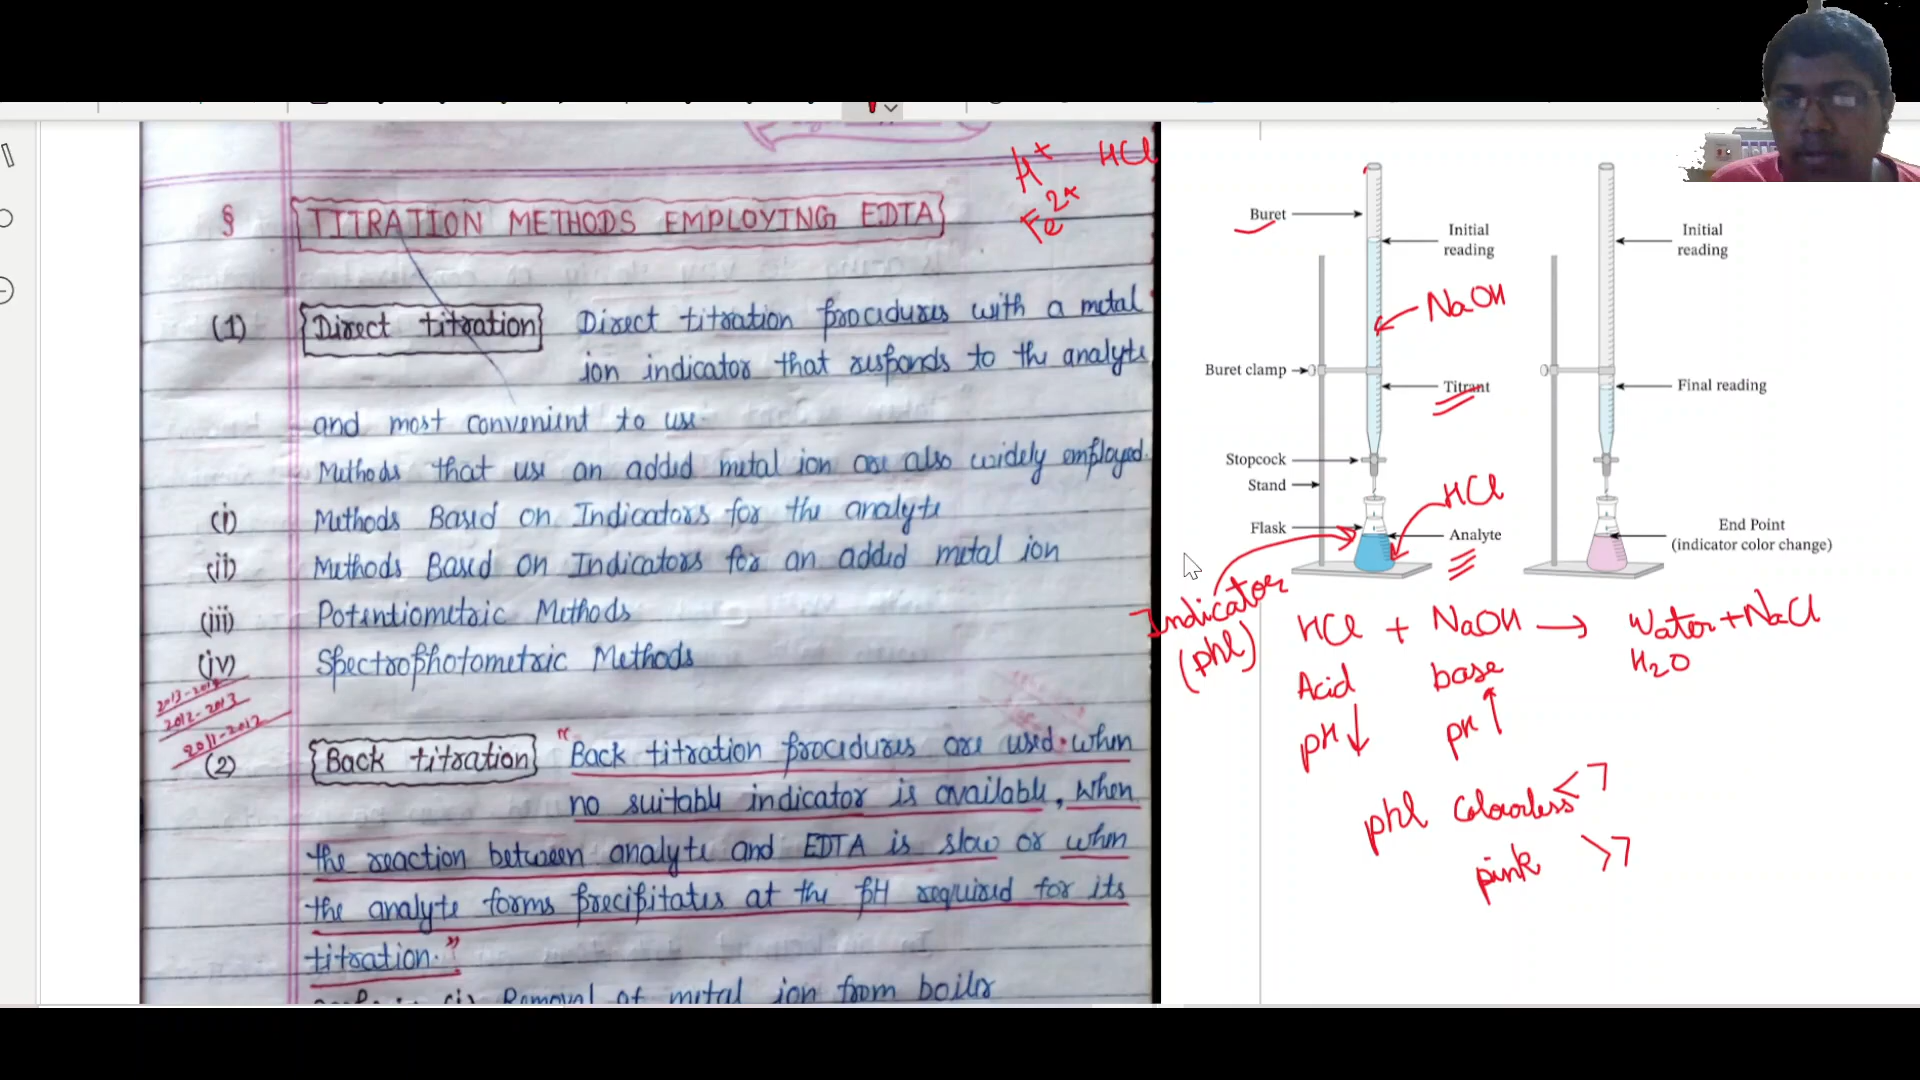 § TITRATION METHODS EMPLOYING EDTA
(1) Direct titration Direct titration procedures with a metal
ion indicator that responds to the analyte
and most convenient to use
Methods that use an added metal ion are also widely employed.
(i) Methods Based on Indicators for the analyte
(ii) Methods Based on Indicators for an added metal ion
(iii) Potentiometric Methods
(iv) Spectrophotometric Methods
2012-2013
2011-2012
(2) Back titration "Back titration procedures are used when
no suitable indicator is available, when
the reaction between analyte and EDTA is slow or when
the analyte forms precipitates at the pH required for its
titration."
(i) Removal of metal ion from boiler
H+ HCl
Fe2+
Buret
Initial
reading
NaOH
Buret clamp
Titrant
Stopcock
Stand
HCl
Flask
Analyte
Initial
reading
Final reading
End Point
(indicator color change)
Indicator
(phl)
HCl + NaOH → Water + NaCl
Acid base H2O
pH↓ pH↑
phl Colourless <7
pink >7